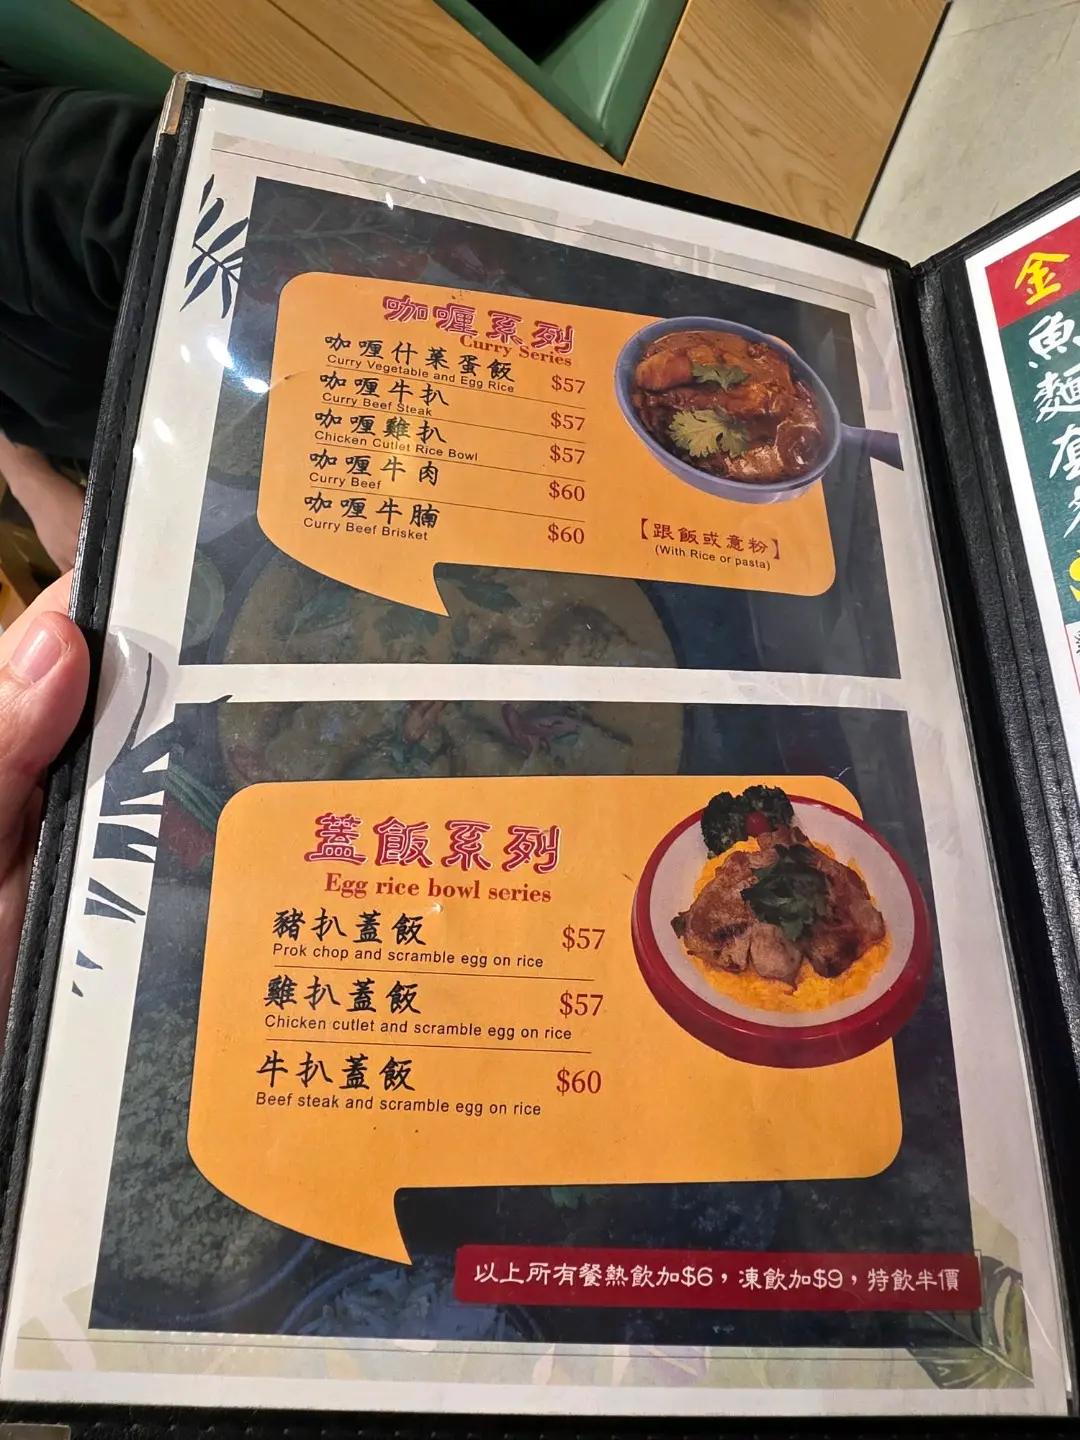 咖喱系列
Curry Series
咖喱什菜蛋飯
Curry Vegetable and Egg Rice
$57
咖喱牛扒
Curry Beef Steak
$57
咖喱雞扒
Chicken Cutlet Rice Bowl
$57
咖喱牛肉
Curry Beef
$60
咖喱牛腩
Curry Beef Brisket
$60
【跟飯或意粉】
(With Rice or pasta)
蓋飯系列
Egg rice bowl series
豬扒蓋飯
Prok chop and scramble egg on rice
$57
雞扒蓋飯
Chicken cutlet and scramble egg on rice
$57
牛扒蓋飯
Beef steak and scramble egg on rice
$60
以上所有餐熱飲加$6，凍飲加$9，特飲半價
金
魚
麵